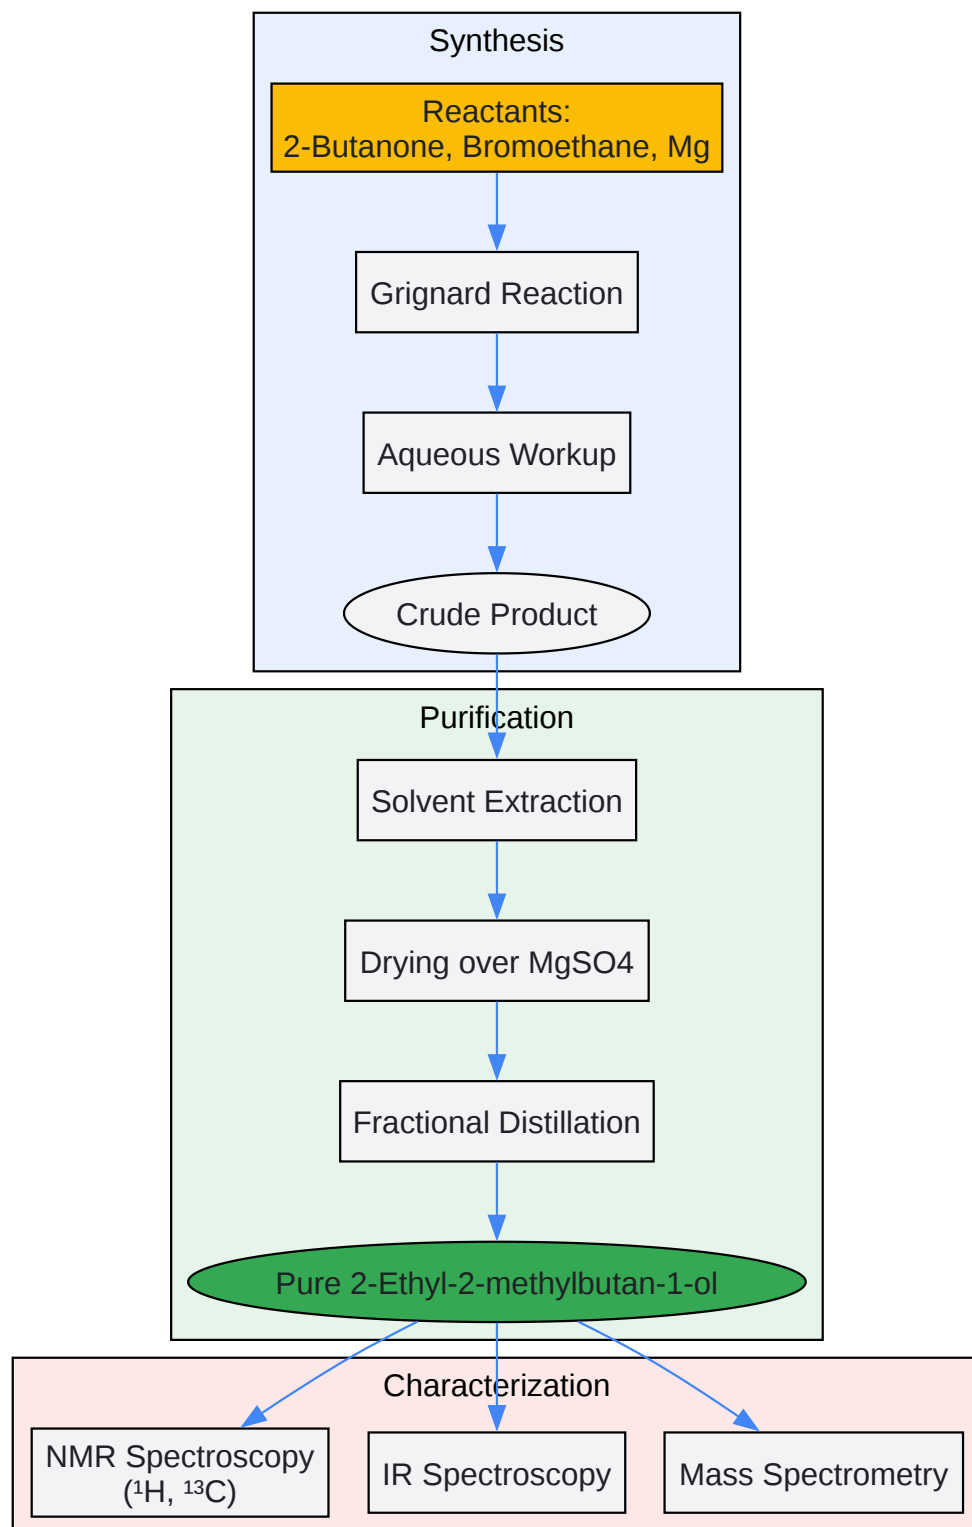 Synthesis
Reactants:
2-Butanone, Bromoethane, Mg
Grignard Reaction
Aqueous Workup
Crude Product
Purification
Solvent Extraction
Drying over MgSO4
Fractional Distillation
Pure 2-Ethyl-2-methylbutan-1-ol
Characterization
NMR Spectroscopy
(¹H, ¹³C)
IR Spectroscopy
Mass Spectrometry